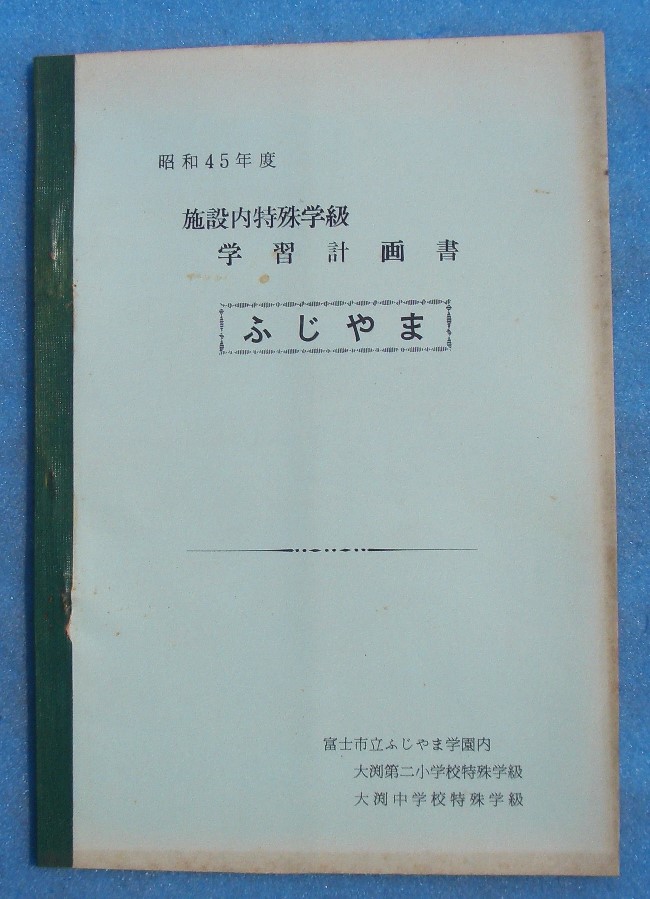 昭和45年度
施設内特殊学級
学習計画書
ふじやま
富士市立ふじやま学園内
大渕第二小学校特殊学級
大渕中学校特殊学級